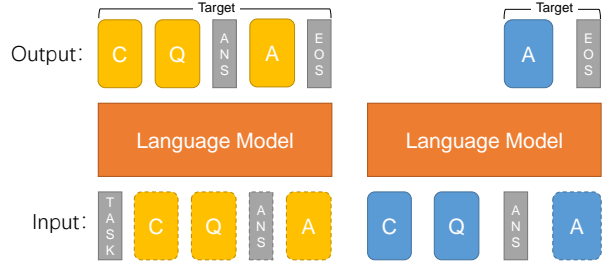 Target Target
Output: C Q ANS A EOS A EOS
Language Model Language Model
Input: TASK C Q ANS A C Q ANS A